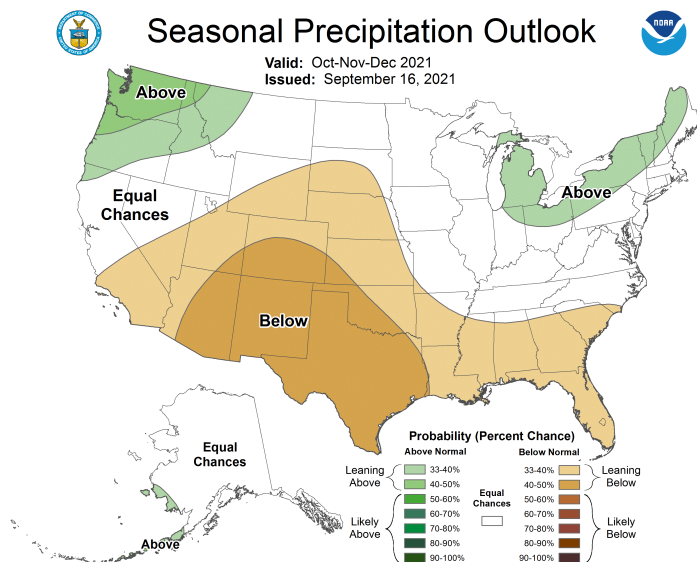 Seasonal Precipitation Outlook
Valid: Oct-Nov-Dec 2021
Issued: September 16, 2021
NOAA
Above
Equal
Chances
Above
Below
Equal
Chances
Above
Probability (Percent Chance)
Above Normal
Below Normal
Leaning
Above
33-40%
40-50%
50-60%
60-70%
70-80%
80-90%
90-100%
Likely
Above
Equal
Chances
33-40%
40-50%
50-60%
60-70%
70-80%
80-90%
90-100%
Leaning
Below
Likely
Below